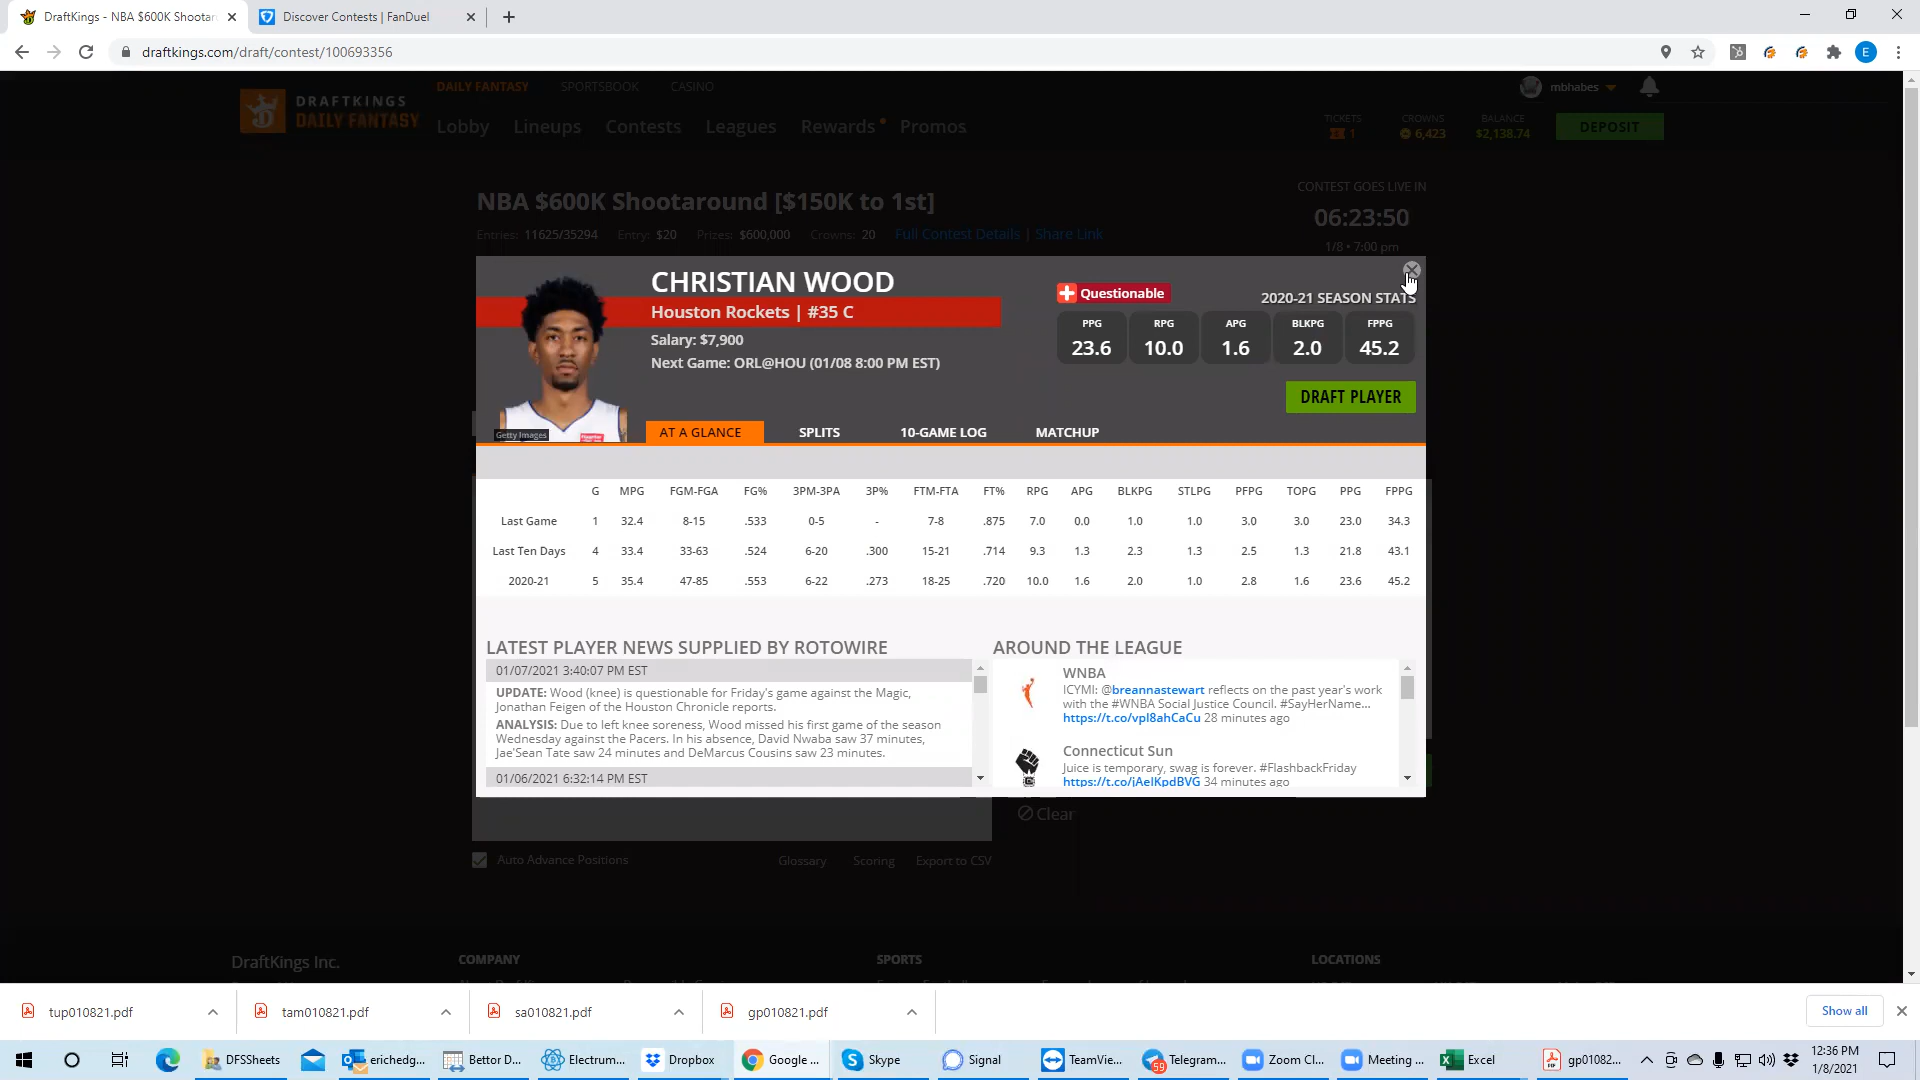 DraftKings - NBA $600K Shootaro
Discover Contests | FanDuel
draftkings.com/draft/contest/100693356
E
DAILY FANTASY SPORTSBOOK CASINO
mbhabes
DRAFTKINGS
DAILY FANTASY
Lobby Lineups Contests Leagues Rewards Promos
TICKETS CROWNS BALANCE
1 6,423 $2,138.74
DEPOSIT
NBA $600K Shootaround [$150K to 1st]
CONTEST GOES LIVE IN
06:23:50
Entries: 11625/35294 Entry: $20 Prizes: $600,000 Crowns: 20 Full Contest Details | Share Link
1/8 • 7:00 pm
CHRISTIAN WOOD
Houston Rockets | #35 C
Salary: $7,900
Next Game: ORL@HOU (01/08 8:00 PM EST)
Questionable
2020-21 SEASON STATS
PPG RPG APG BLKPG FPPG
23.6 10.0 1.6 2.0 45.2
DRAFT PLAYER
Getty Images
AT A GLANCE SPLITS 10-GAME LOG MATCHUP
G MPG FGM-FGA FG% 3PM-3PA 3P% FTM-FTA FT% RPG APG BLKPG STLPG PFPG TOPG PPG FPPG
Last Game 1 32.4 8-15 .533 0-5 - 7-8 .875 7.0 0.0 1.0 1.0 3.0 3.0 23.0 34.3
Last Ten Days 4 33.4 33-63 .524 6-20 .300 15-21 .714 9.3 1.3 2.3 1.3 2.5 1.3 21.8 43.1
2020-21 5 35.4 47-85 .553 6-22 .273 18-25 .720 10.0 1.6 2.0 1.0 2.8 1.6 23.6 45.2
LATEST PLAYER NEWS SUPPLIED BY ROTOWIRE
01/07/2021 3:40:07 PM EST
UPDATE: Wood (knee) is questionable for Friday's game against the Magic,
Jonathan Feigen of the Houston Chronicle reports.
ANALYSIS: Due to left knee soreness, Wood missed his first game of the season
Wednesday against the Pacers. In his absence, David Nwaba saw 37 minutes,
Jae'Sean Tate saw 24 minutes and DeMarcus Cousins saw 23 minutes.
01/06/2021 6:32:14 PM EST
AROUND THE LEAGUE
WNBA
ICYMI: @breannastewart reflects on the past year's work
with the #WNBA Social Justice Council. #SayHerName...
https://t.co/vpl8ahCaCu 28 minutes ago
Connecticut Sun
Juice is temporary, swag is forever. #FlashbackFriday
https://t.co/jAelKpdBVG 34 minutes ago
Clear
Auto Advance Positions
Glossary Scoring Export to CSV
DraftKings Inc.
COMPANY SPORTS LOCATIONS
tup010821.pdf
tam010821.pdf
sa010821.pdf
gp010821.pdf
Show all
DFSSheets
erichedg...
Bettor D...
Electrum...
Dropbox
Google ...
Skype
Signal
TeamVie...
59
Telegram...
Zoom Cl...
Meeting ...
Excel
gp01082...
12:36 PM
1/8/2021